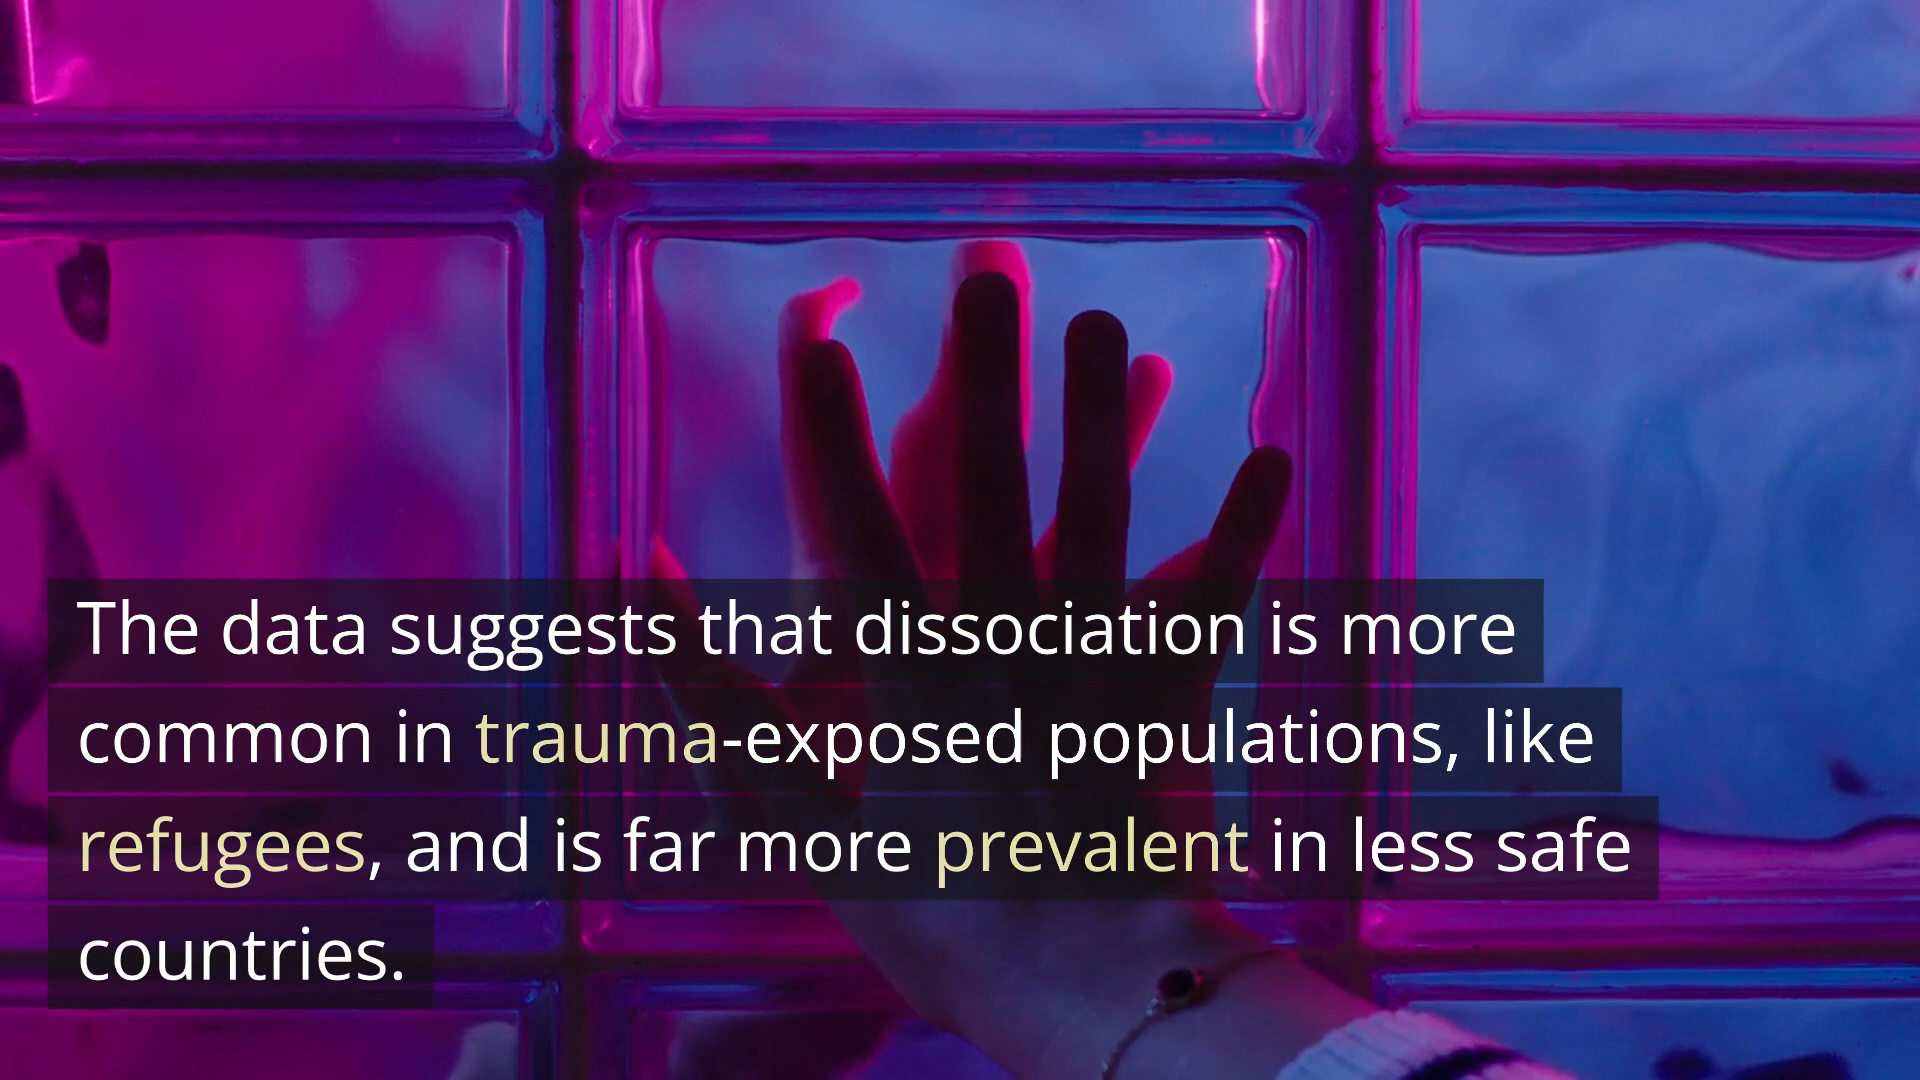 The data suggests that dissociation is more
common in trauma-exposed populations, like
refugees, and is far more prevalent in less safe
countries.